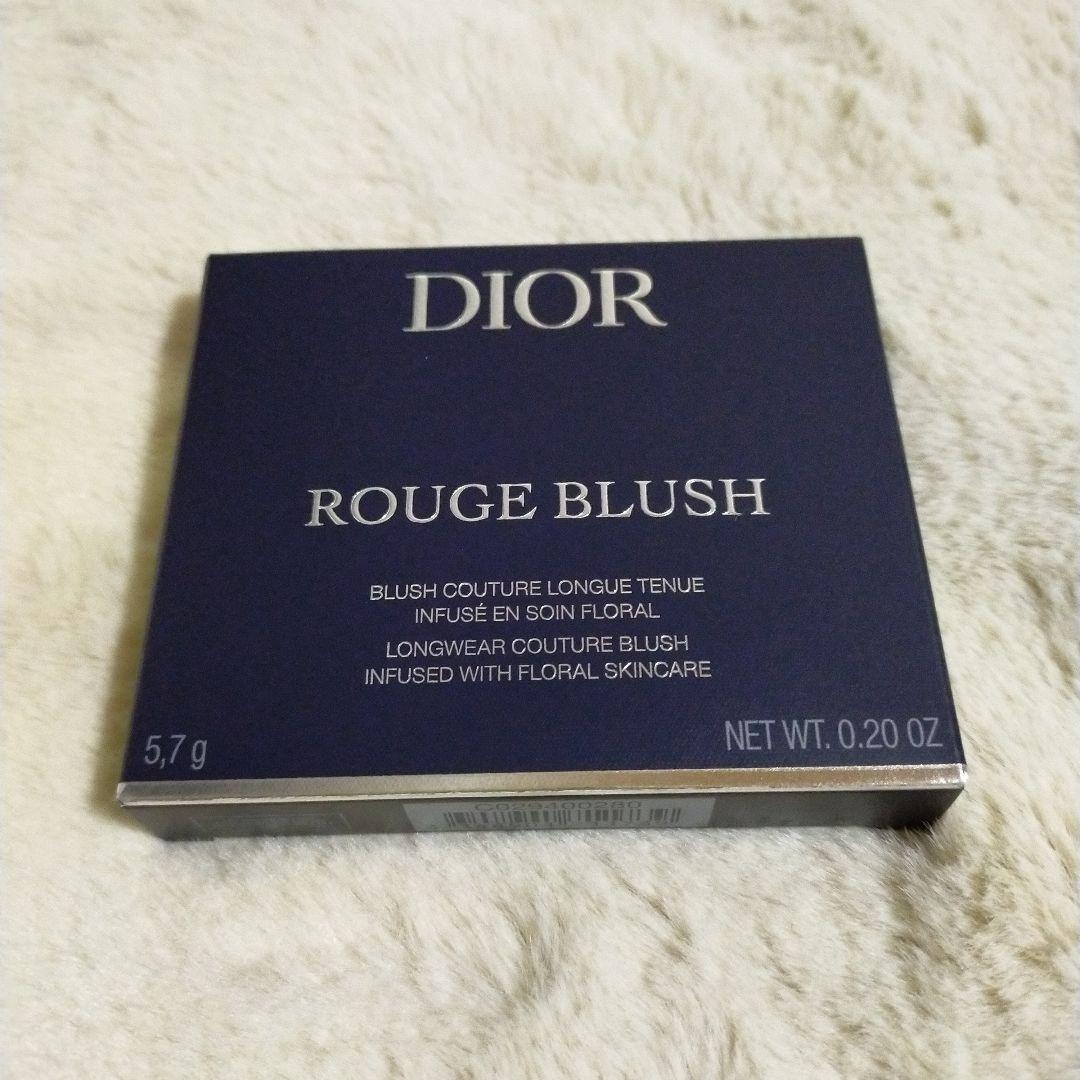 DIOR
ROUGE BLUSH
BLUSH COUTURE LONGUE TENUE
INFUSÉ EN SOIN FLORAL
LONGWEAR COUTURE BLUSH
INFUSED WITH FLORAL SKINCARE
5,7 g
NET WT. 0.20 OZ
C029400280